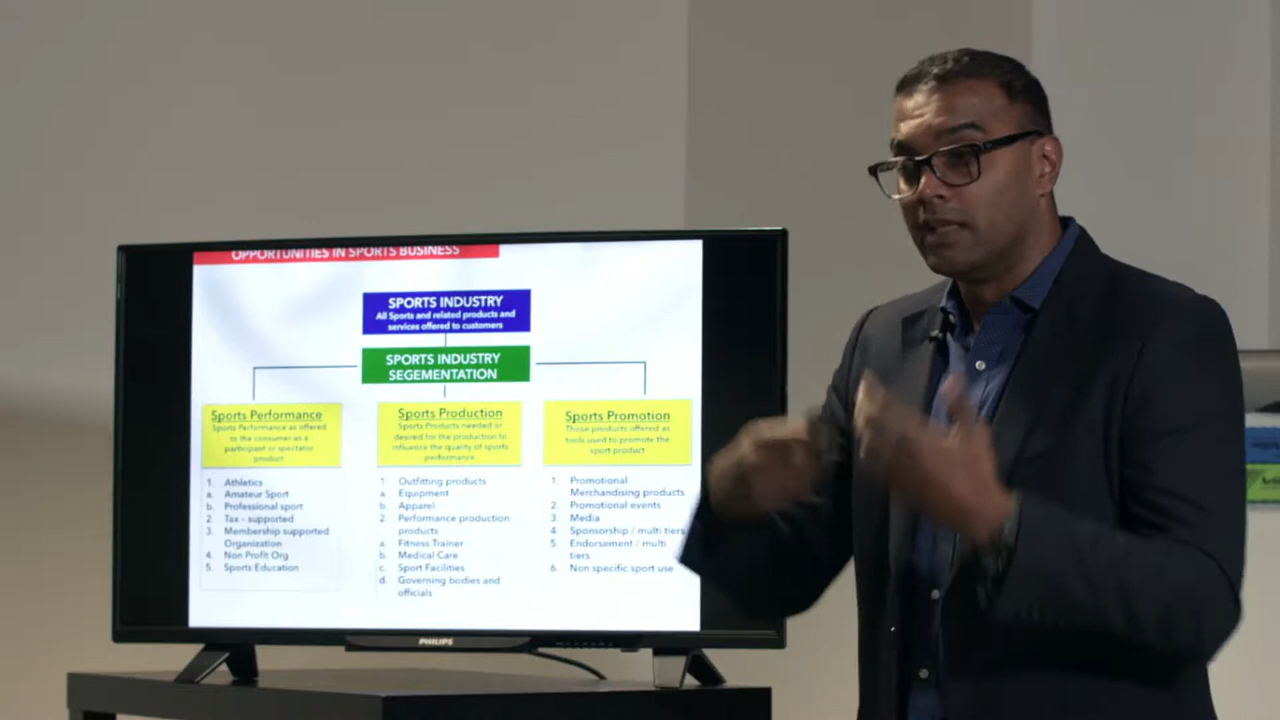 OPPORTUNITIES IN SPORTS BUSINESS
SPORTS INDUSTRY
All Sports and related products and
services offered to customers
SPORTS INDUSTRY
SEGEMENTATION
Sports Performance
Sports Performance as offered
to the consumer as a
participant or spectator
product
1. Athletics
a. Amateur Sport
b. Professional sport
2. Tax - supported
3. Membership supported
Organization
4. Non Profit Org
5. Sports Education
Sports Production
Sports Products needed or
desired for the production to
influence the quality of sports
performance
1 Outfitting products
a. Equipment
b. Apparel
2. Performance production
products
a. Fitness Trainer
b. Medical Care
c. Sport Facilities
d. Governing bodies and
officials
Sports Promotion
Those products offered as
tools used to promote the
sport product
1. Promotional
Merchandising products
2. Promotional events
3. Media
4. Sponsorship / multi tiers
5. Endorsement / multi
tiers
6. Non specific sport use
PHILIPS